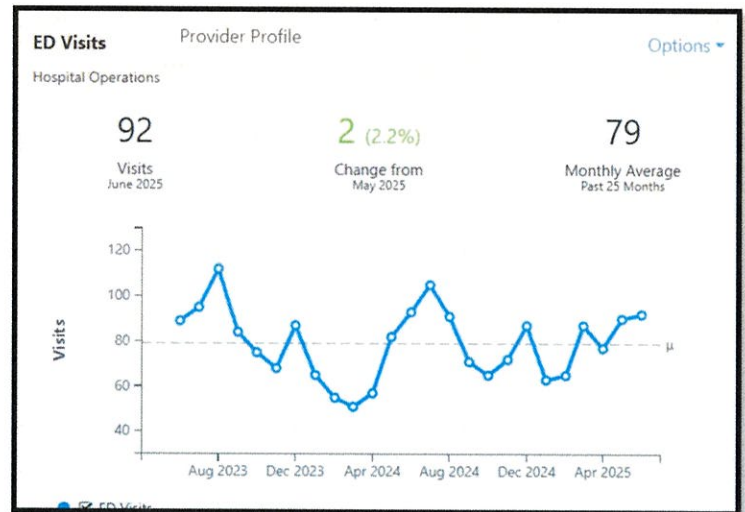 ED Visits
Provider Profile
Options
Hospital Operations
92
Visits
June 2025
2 (2.2%)
Change from
May 2025
79
Monthly Average
Past 25 Months
120
100
80
60
40
Visits
μ
Aug 2023 Dec 2023 Apr 2024 Aug 2024 Dec 2024 Apr 2025
ED Visits